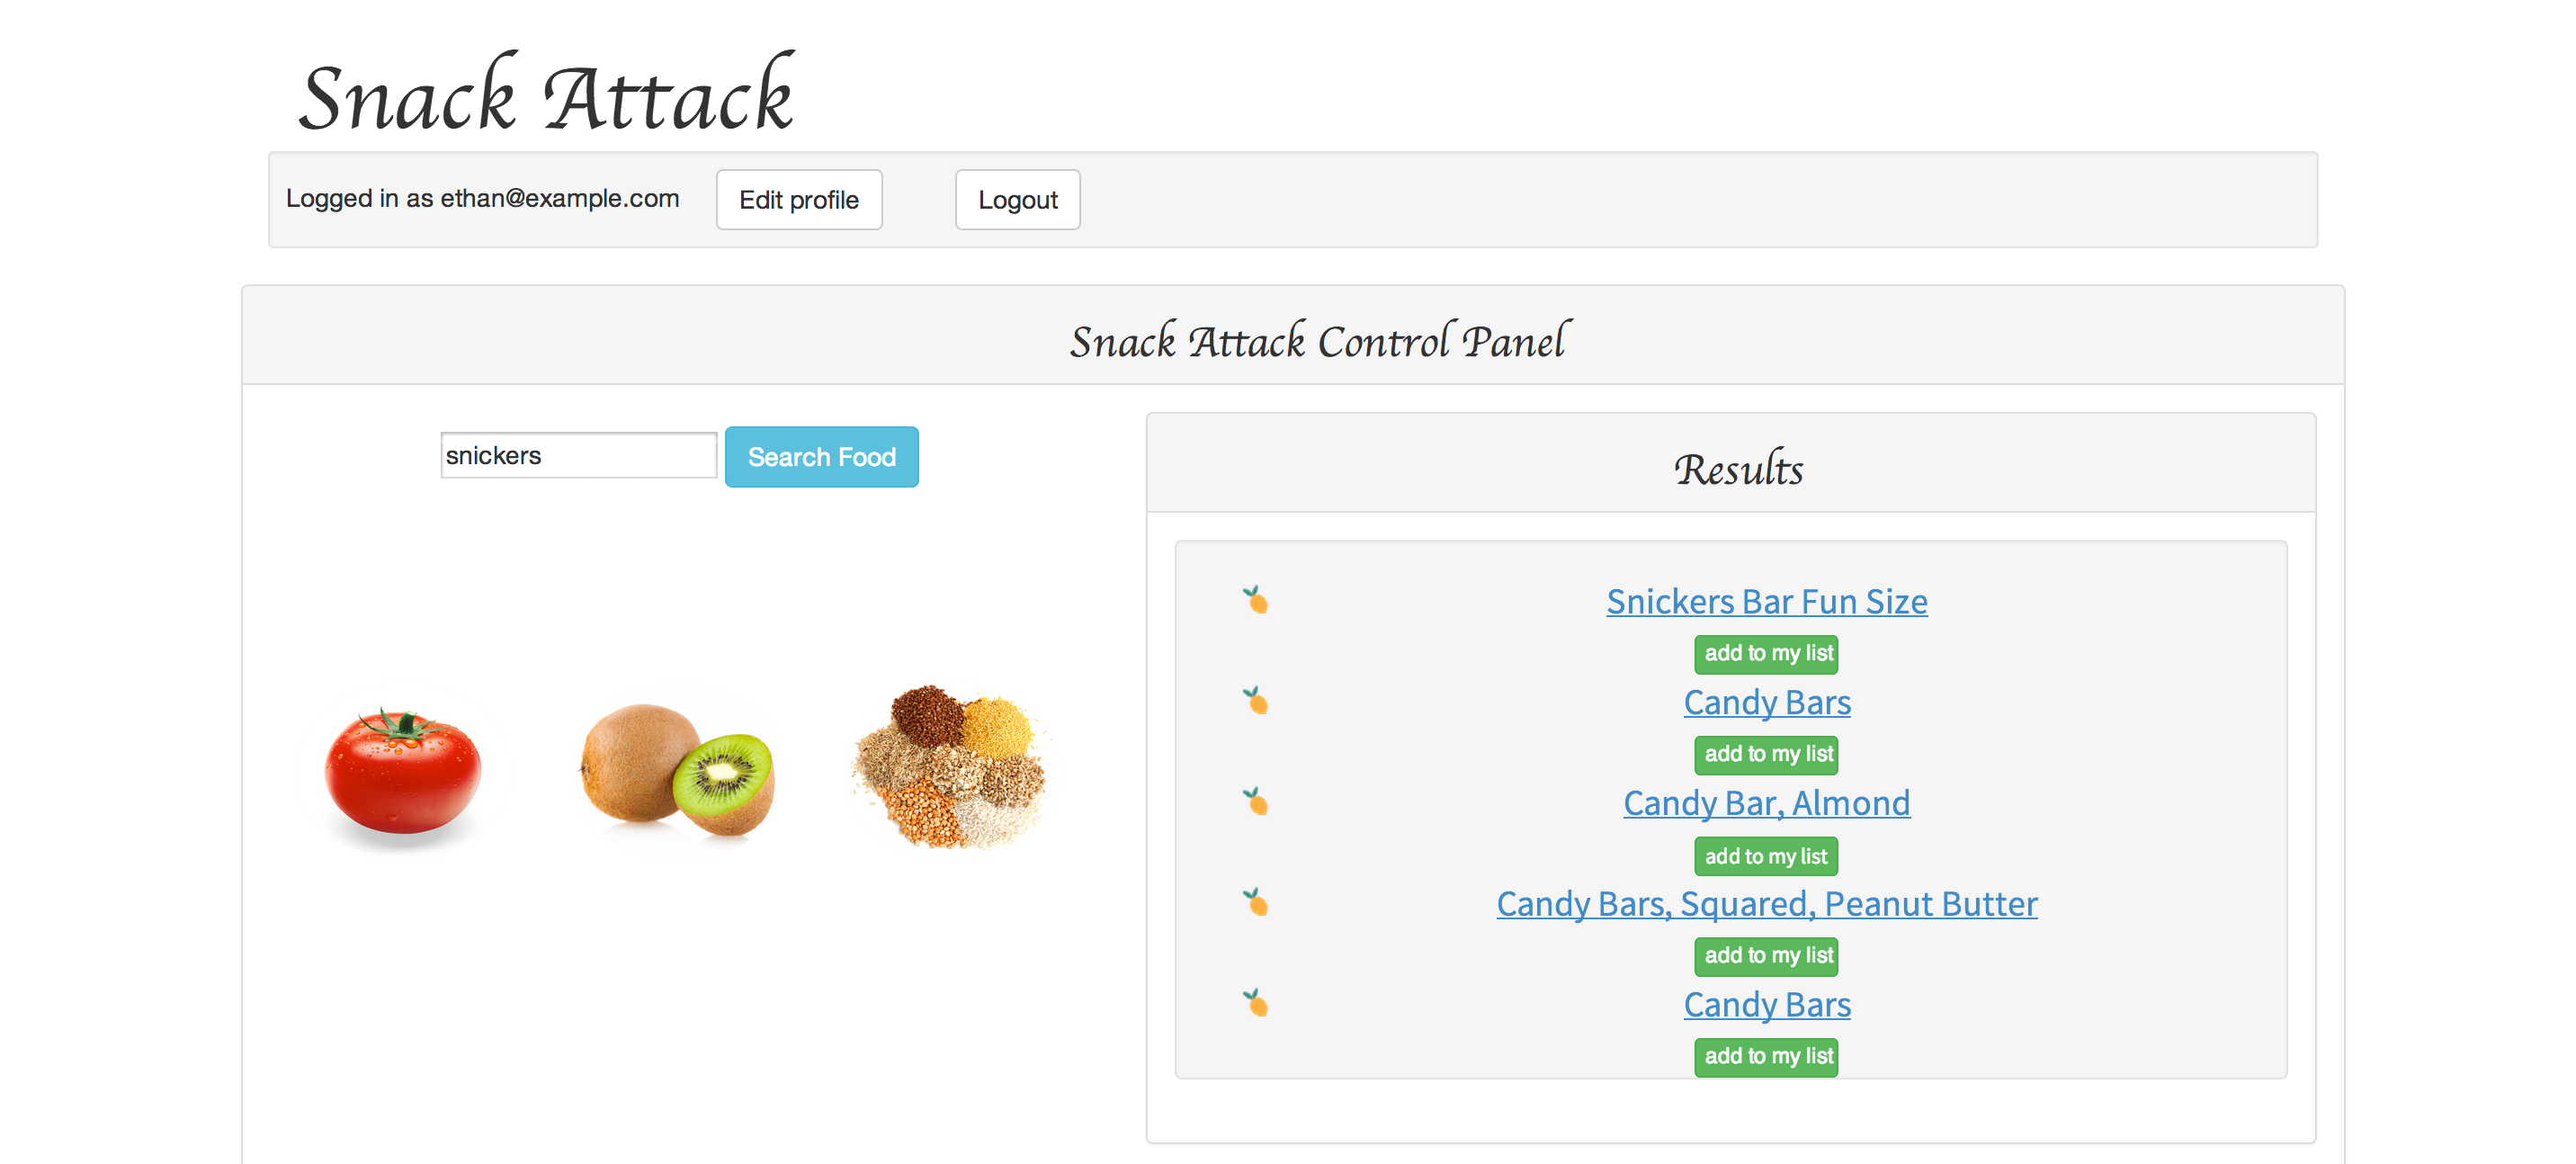 Snack Attack
Logged in as ethan@example.com Edit profile Logout
Snack Attack Control Panel
snickers Search Food
Results
Snickers Bar Fun Size
add to my list
Candy Bars
add to my list
Candy Bar, Almond
add to my list
Candy Bars, Squared, Peanut Butter
add to my list
Candy Bars
add to my list